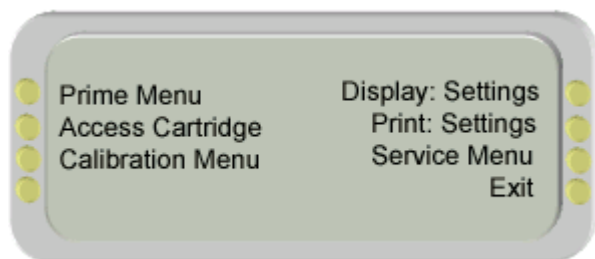 Prime Menu
Access Cartridge
Calibration Menu
Display: Settings
Print: Settings
Service Menu
Exit